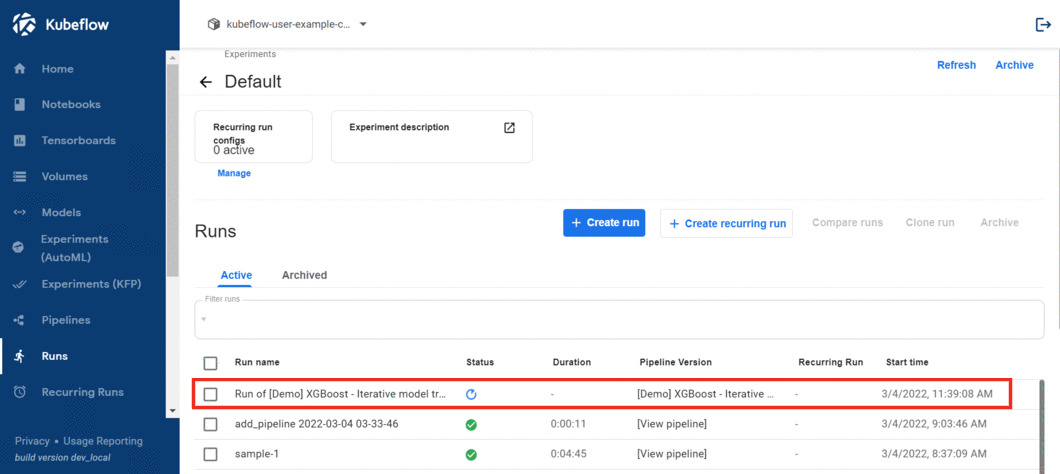 Kubeflow
kubeflow-user-example-c...
Home
Notebooks
Tensorboards
Volumes
Models
Experiments
(AutoML)
Experiments (KFP)
Pipelines
Runs
Recurring Runs
Privacy • Usage Reporting
build version dev_local
Experiments
Default
Refresh Archive
Recurring run
configs
0 active
Experiment description
Manage
Runs
+ Create run + Create recurring run Compare runs Clone run Archive
Active Archived
Filter runs
Run name Status Duration Pipeline Version Recurring Run Start time
Run of [Demo] XGBoost - Iterative model tr... - [Demo] XGBoost - Iterative ... - 3/4/2022, 11:39:08 AM
add_pipeline 2022-03-04 03-33-46 0:00:11 [View pipeline] - 3/4/2022, 9:03:46 AM
sample-1 0:04:45 [View pipeline] - 3/4/2022, 8:37:09 AM